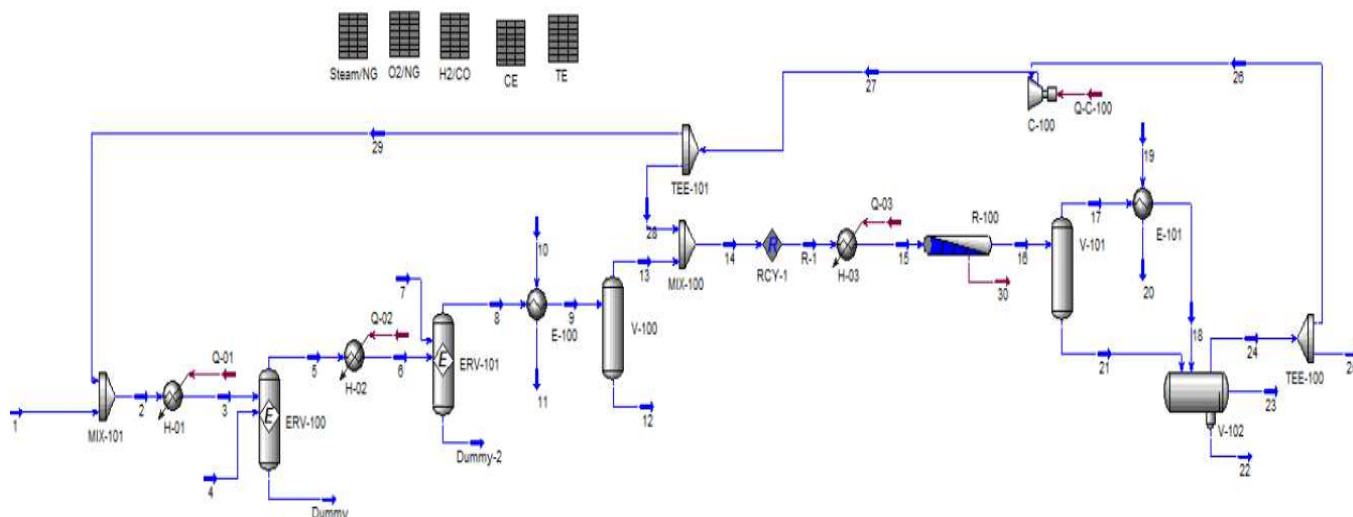 Steam/NG O2/NG H2/CO CE TE
26
27
C-100 Q-C-100
29
TEE-101
19
Q-03 R-100 17
28 V-101 E-101
10
13 14 RCY-1 R-1 H-03 15 16
MIX-100 30 20
7
Q-02 8 9 V-100 18
E-100
Q-01 5 H-02 6 ERV-101 21 24
TEE-100
1 2 3 11 12 23
MIX-101 H-01 ERV-100 V-102
Dummy-2 22
4
Dummy